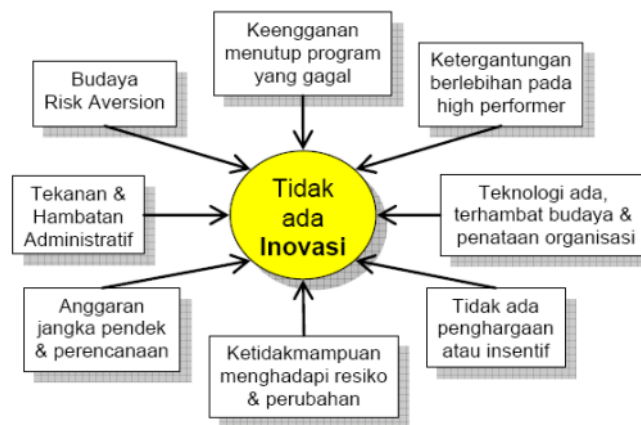 Keengganan
menutup program
yang gagal
Budaya
Risk Aversion
Ketergantungan
berlebihan pada
high performer
Tekanan &
Hambatan
Administratif
Tidak
ada
Inovasi
Teknologi ada,
terhambat budaya &
penataan organisasi
Anggaran
jangka pendek
& perencanaan
Ketidakmampuan
menghadapi resiko
& perubahan
Tidak ada
penghargaan
atau insentif